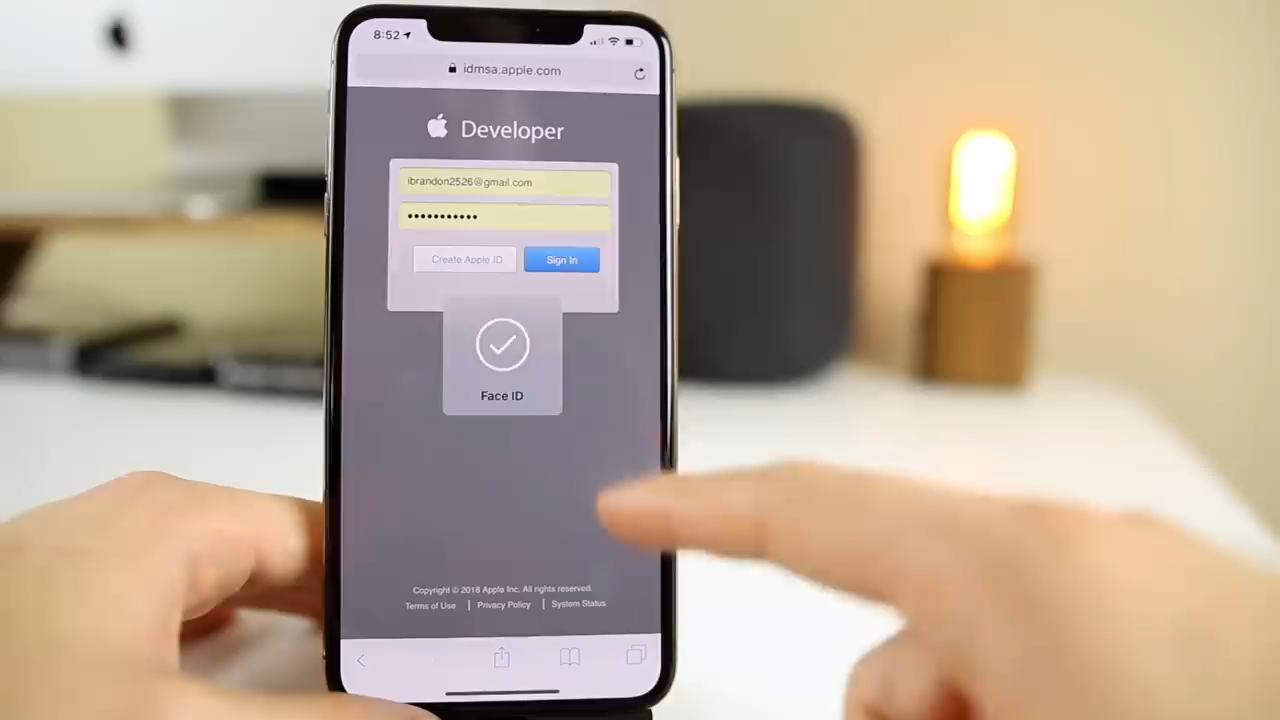 8:52
idmsa.apple.com
Developer
ibrandon2526@gmail.com
•••••••••••
Create Apple ID Sign In
Face ID
Copyright © 2018 Apple Inc. All rights reserved.
Terms of Use | Privacy Policy | System Status